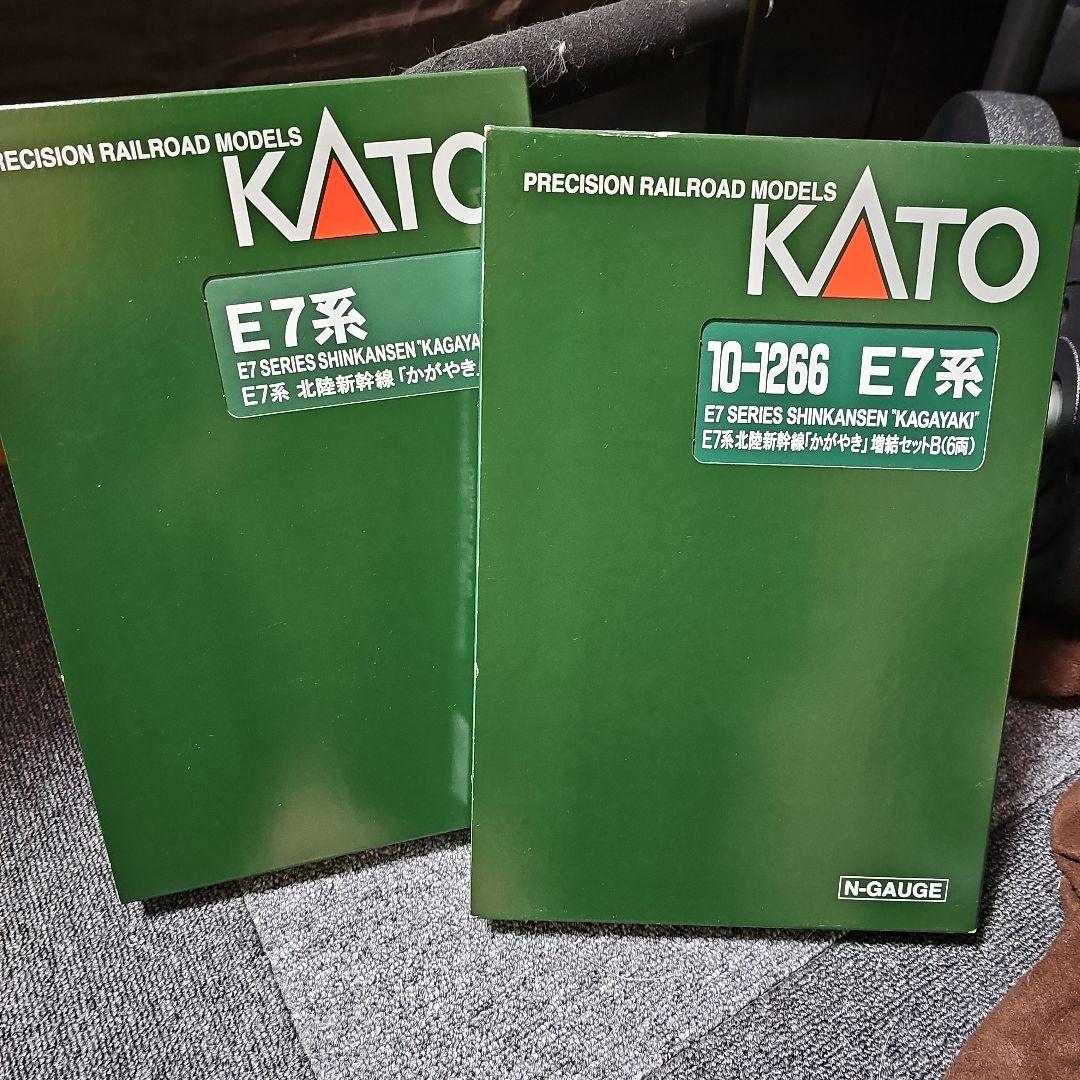 RECISION RAILROAD MODELS
KATO
E7系
E7 SERIES SHINKANSEN "KAGAYA
E7系 北陸新幹線「かがやき」
PRECISION RAILROAD MODELS
KATO
10-1266 E7系
E7 SERIES SHINKANSEN "KAGAYAKI"
E7系北陸新幹線「かがやき」増結セットB(6両)
N-GAUGE